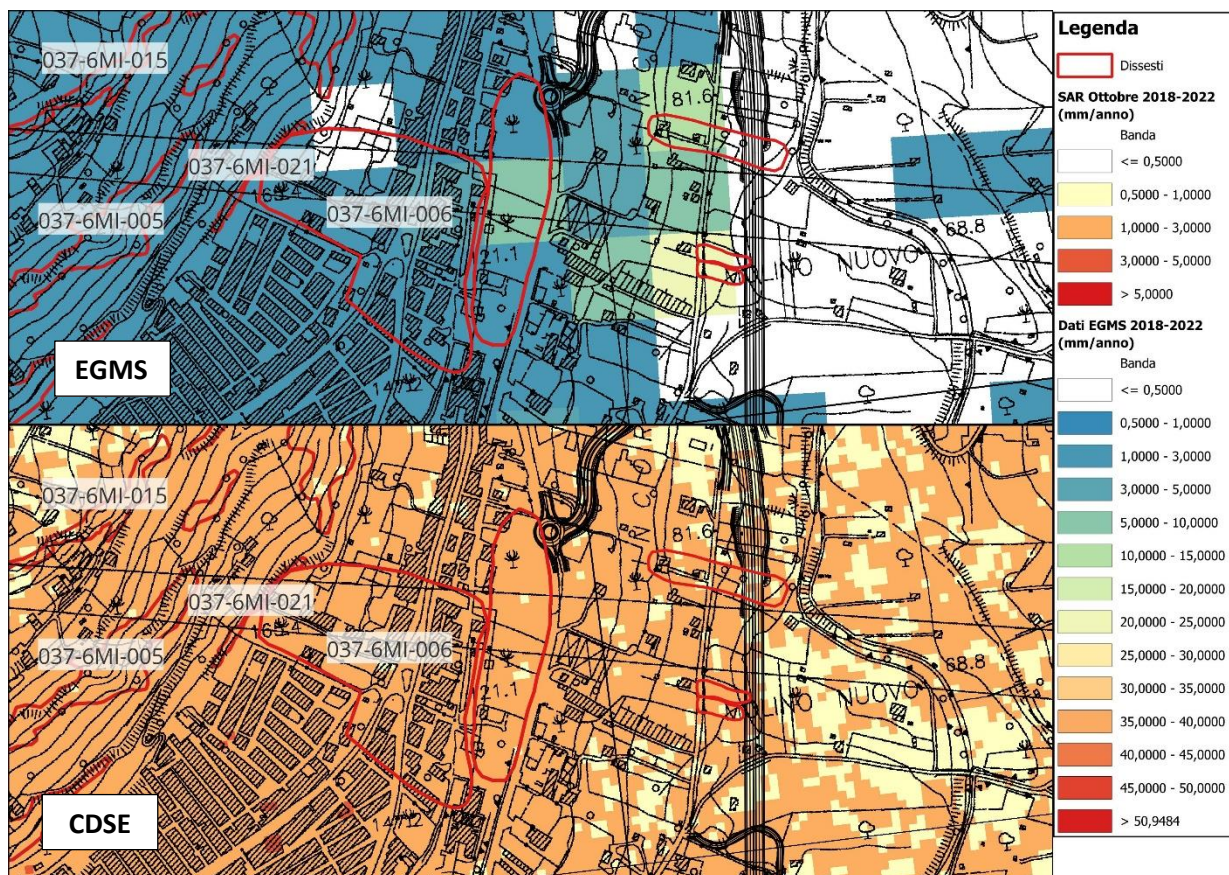 037-6MI-015
81.6
037-6MI-021
037-6MI-006
037-6MI-005
121.1
68.8
LINO NUOVO
EGMS
037-6MI-015
81.6
037-6MI-021
037-6MI-006
037-6MI-005
121.1
68.8
LINO NUOVO
CDSE
Legenda
Dissesti
SAR Ottobre 2018-2022
(mm/anno)
Banda
<= 0,5000
0,5000 - 1,0000
1,0000 - 3,0000
3,0000 - 5,0000
> 5,0000
Dati EGMS 2018-2022
(mm/anno)
Banda
<= 0,5000
0,5000 - 1,0000
1,0000 - 3,0000
3,0000 - 5,0000
5,0000 - 10,0000
10,0000 - 15,0000
15,0000 - 20,0000
20,0000 - 25,0000
25,0000 - 30,0000
30,0000 - 35,0000
35,0000 - 40,0000
40,0000 - 45,0000
45,0000 - 50,0000
> 50,9484